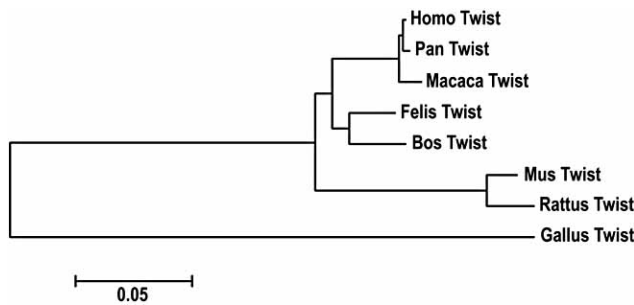 Homo Twist
Pan Twist
Macaca Twist
Felis Twist
Bos Twist
Mus Twist
Rattus Twist
Gallus Twist
0.05